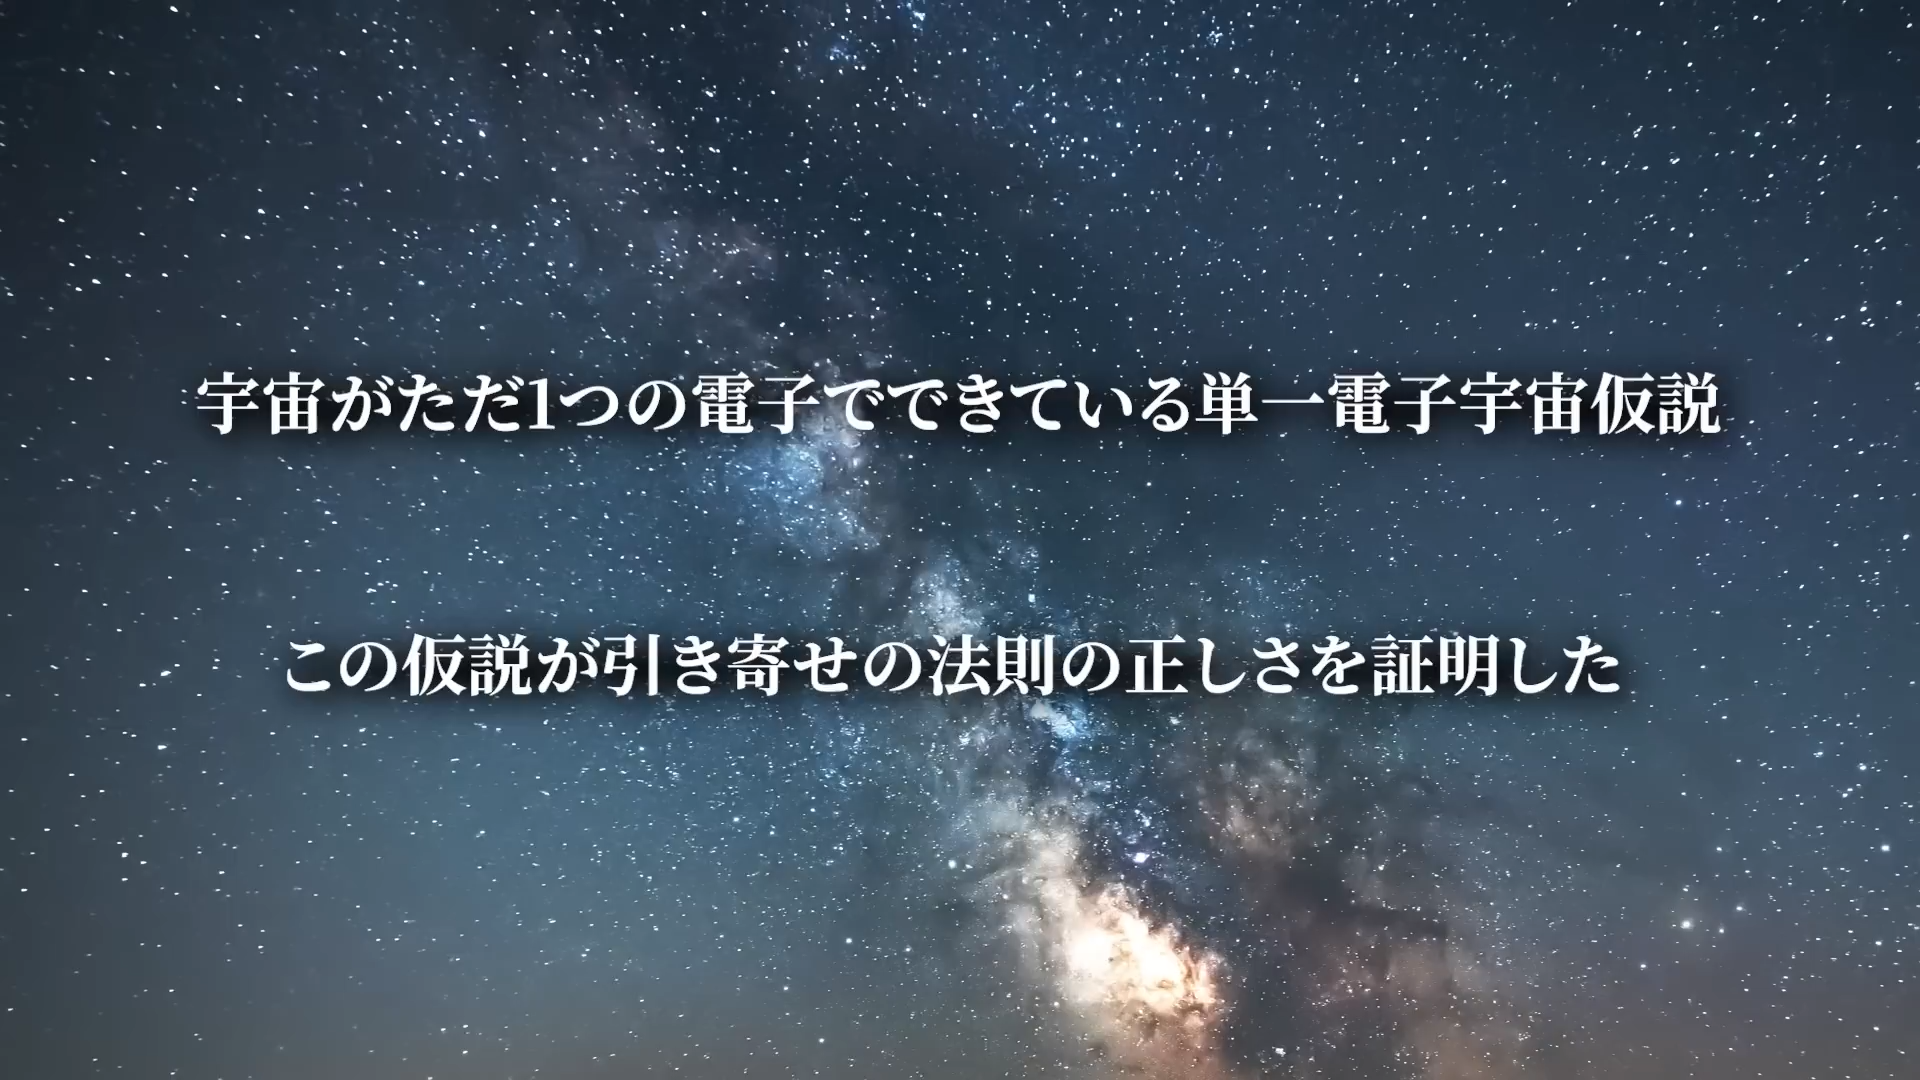 宇宙がただ1つの電子でできている単一電子宇宙仮説
この仮説が引き寄せの法則の正しさを証明した